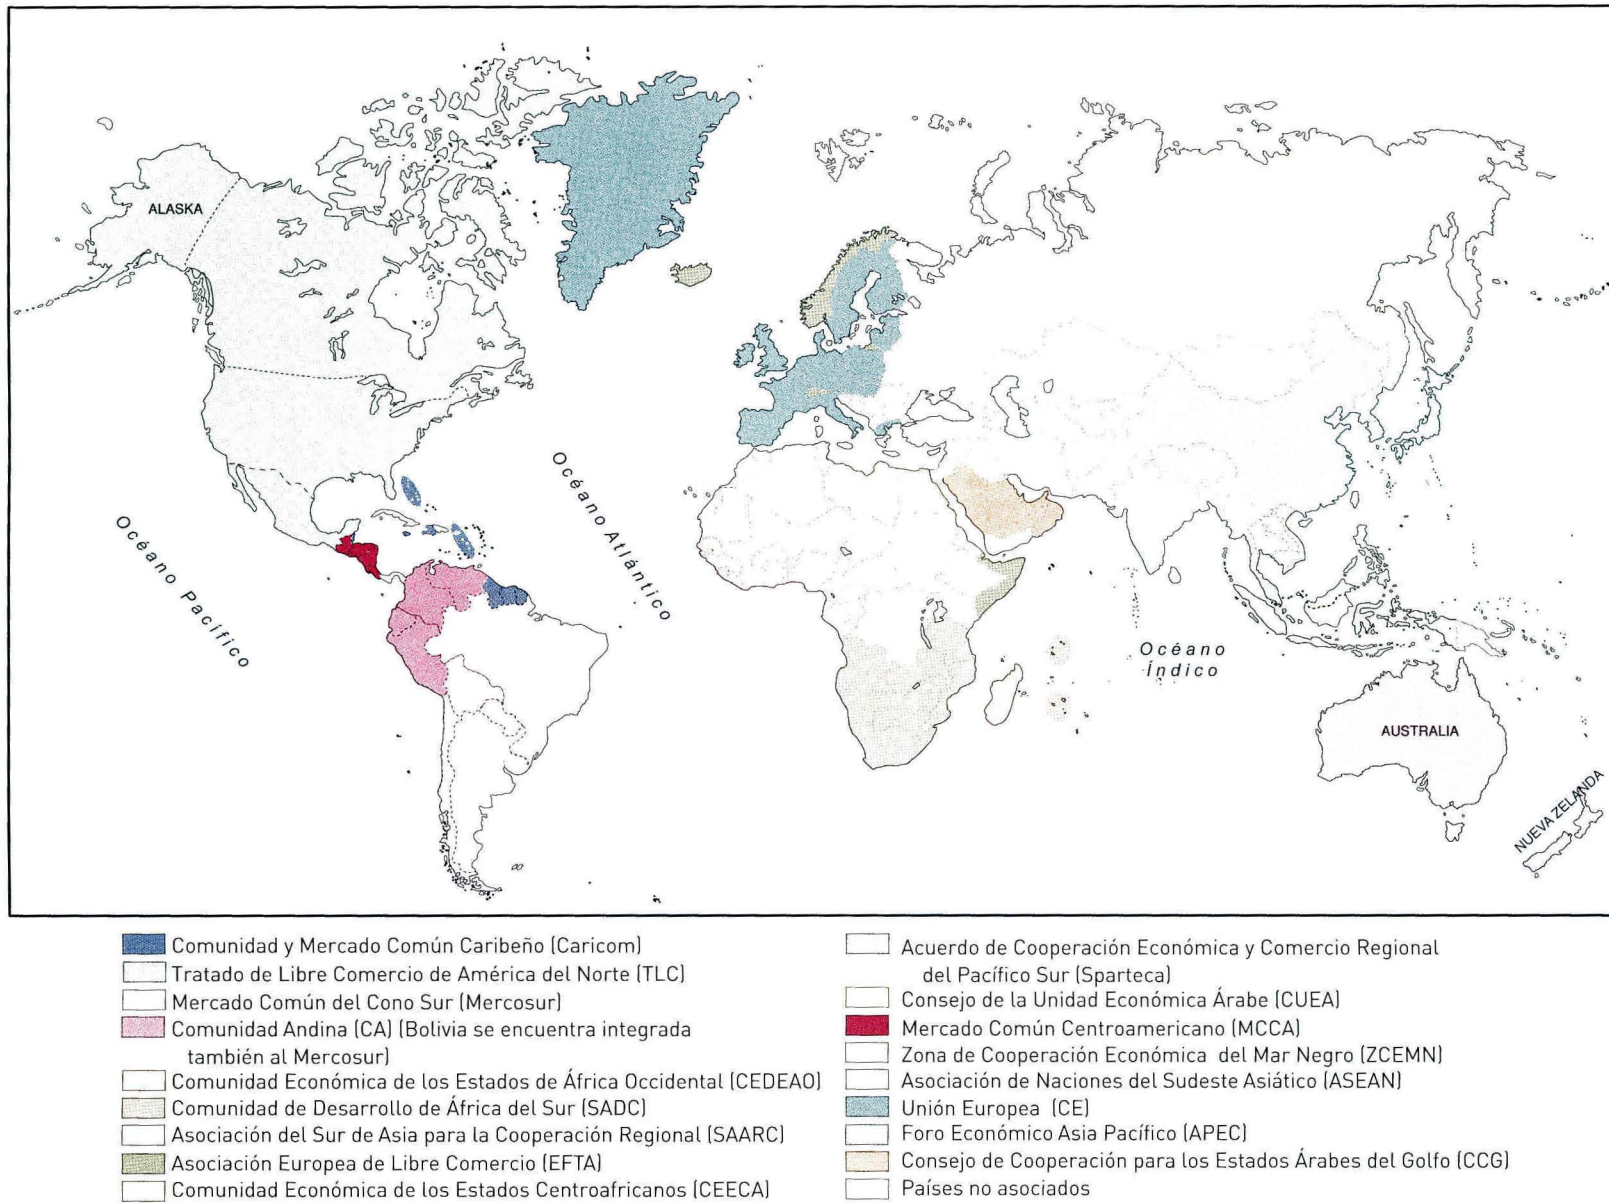 ALASKA
Océano Pacífico
Océano Atlántico
Océano
Índico
AUSTRALIA
NUEVA ZELANDA
Comunidad y Mercado Común Caribeño (Caricom)
Tratado de Libre Comercio de América del Norte (TLC)
Mercado Común del Cono Sur (Mercosur)
Comunidad Andina (CA) (Bolivia se encuentra integrada
también al Mercosur)
Comunidad Económica de los Estados de África Occidental (CEDEAO)
Comunidad de Desarrollo de África del Sur (SADC)
Asociación del Sur de Asia para la Cooperación Regional (SAARC)
Asociación Europea de Libre Comercio (EFTA)
Comunidad Económica de los Estados Centroafricanos (CEECA)
Acuerdo de Cooperación Económica y Comercio Regional
del Pacífico Sur (Sparteca)
Consejo de la Unidad Económica Árabe (CUEA)
Mercado Común Centroamericano (MCCA)
Zona de Cooperación Económica del Mar Negro (ZCEMN)
Asociación de Naciones del Sudeste Asiático (ASEAN)
Unión Europea (CE)
Foro Económico Asia Pacífico (APEC)
Consejo de Cooperación para los Estados Árabes del Golfo (CCG)
Países no asociados